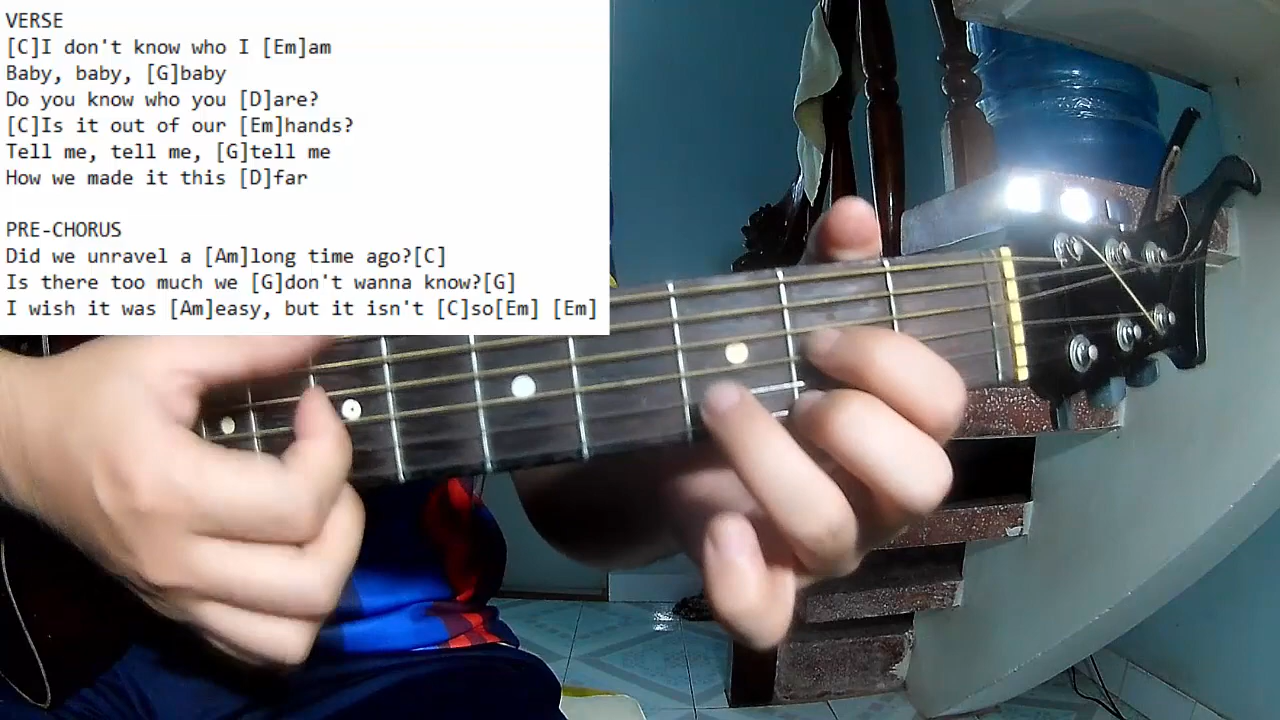 VERSE
[C]I don't know who I [Em]am
Baby, baby, [G]baby
Do you know who you [D]are?
[C]Is it out of our [Em]hands?
Tell me, tell me, [G]tell me
How we made it this [D]far
PRE-CHORUS
Did we unravel a [Am]long time ago?[C]
Is there too much we [G]don't wanna know?[G]
I wish it was [Am]easy, but it isn't [C]so[Em] [Em]